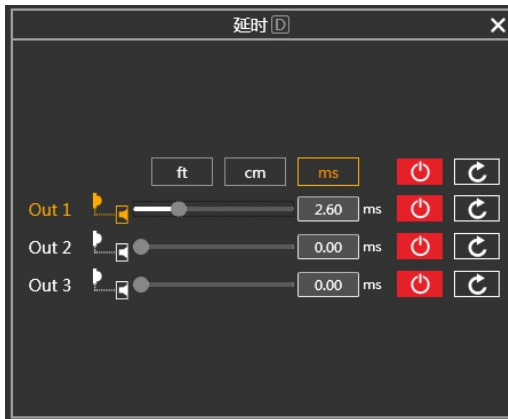 延时 D
ft cm ms
Out 1 2.60 ms
Out 2 0.00 ms
Out 3 0.00 ms